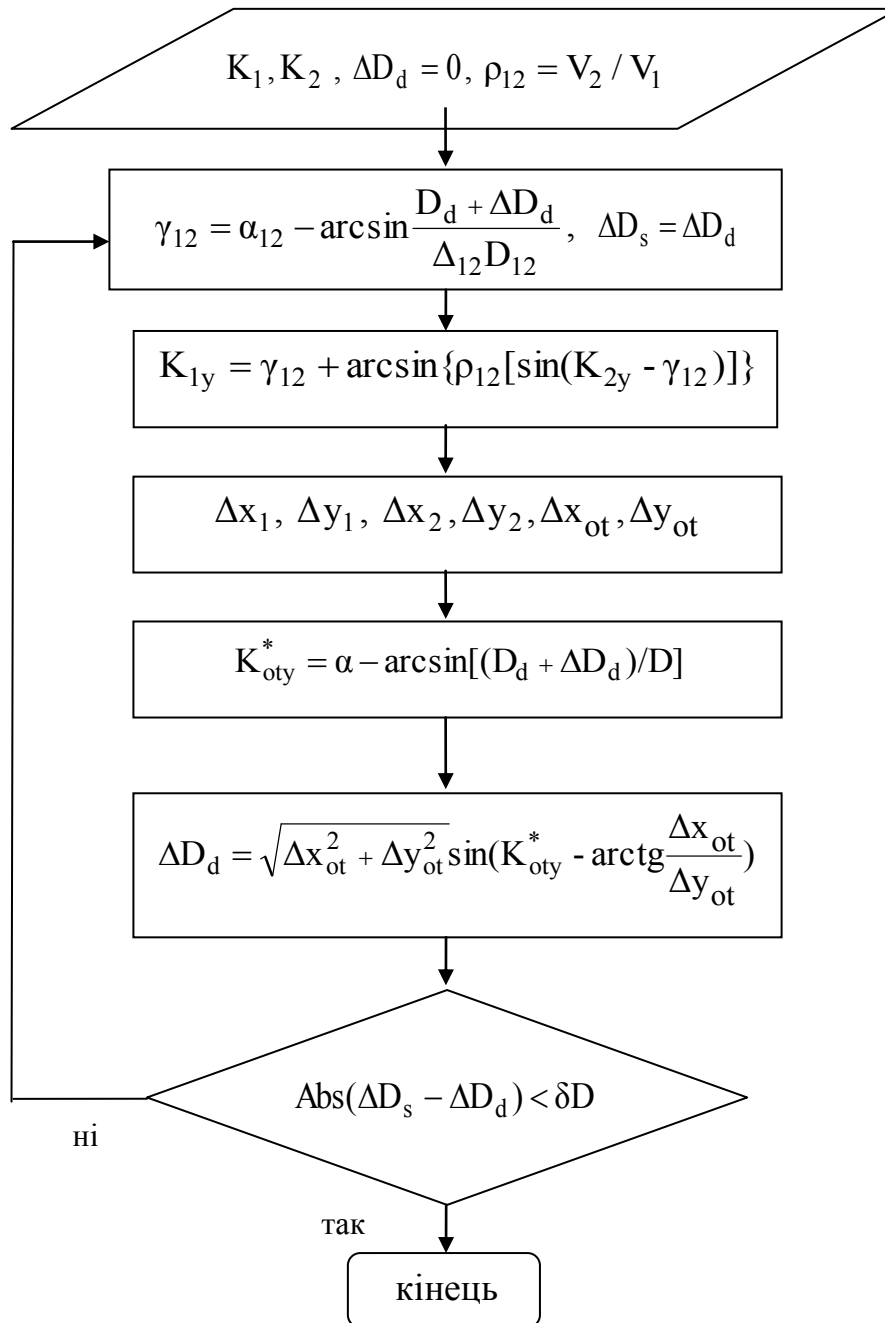 K₁, K₂ , ΔD_d = 0, ρ₁₂ = V₂ / V₁
γ₁₂ = α₁₂ − arcsin (D_d + ΔD_d)/(Δ₁₂D₁₂) , ΔD_s = ΔD_d
K_1y = γ₁₂ + arcsin{ρ₁₂[sin(K_2y - γ₁₂)]}
Δx₁, Δy₁, Δx₂, Δy₂, Δx_ot, Δy_ot
K*_oty = α − arcsin[(D_d + ΔD_d)/D]
ΔD_d = √(Δx²_ot + Δy²_ot) sin(K*_oty - arctg Δx_ot/Δy_ot)
Abs(ΔD_s − ΔD_d) < δD
ні
так
кінець